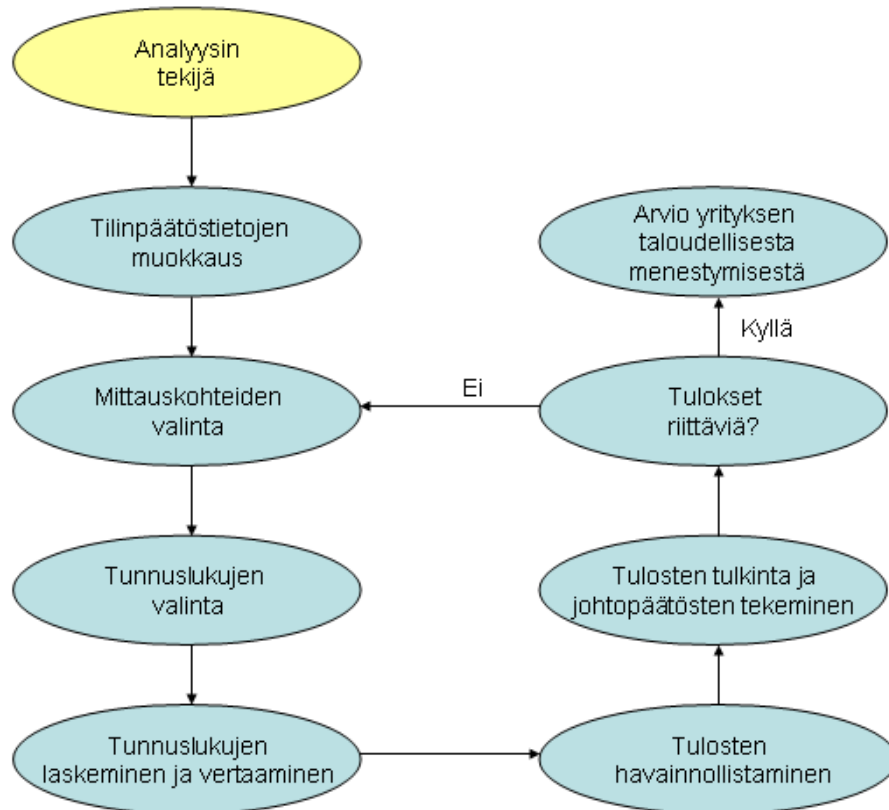 Analyysin
tekijä
Tilinpäätöstietojen
muokkaus
Mittauskohteiden
valinta
Tunnuslukujen
valinta
Tunnuslukujen
laskeminen ja vertaaminen
Tulosten
havainnollistaminen
Tulosten tulkinta ja
johtopäätösten tekeminen
Tulokset
riittäviä?
Ei
Kyllä
Arvio yrityksen
taloudellisesta
menestymisestä